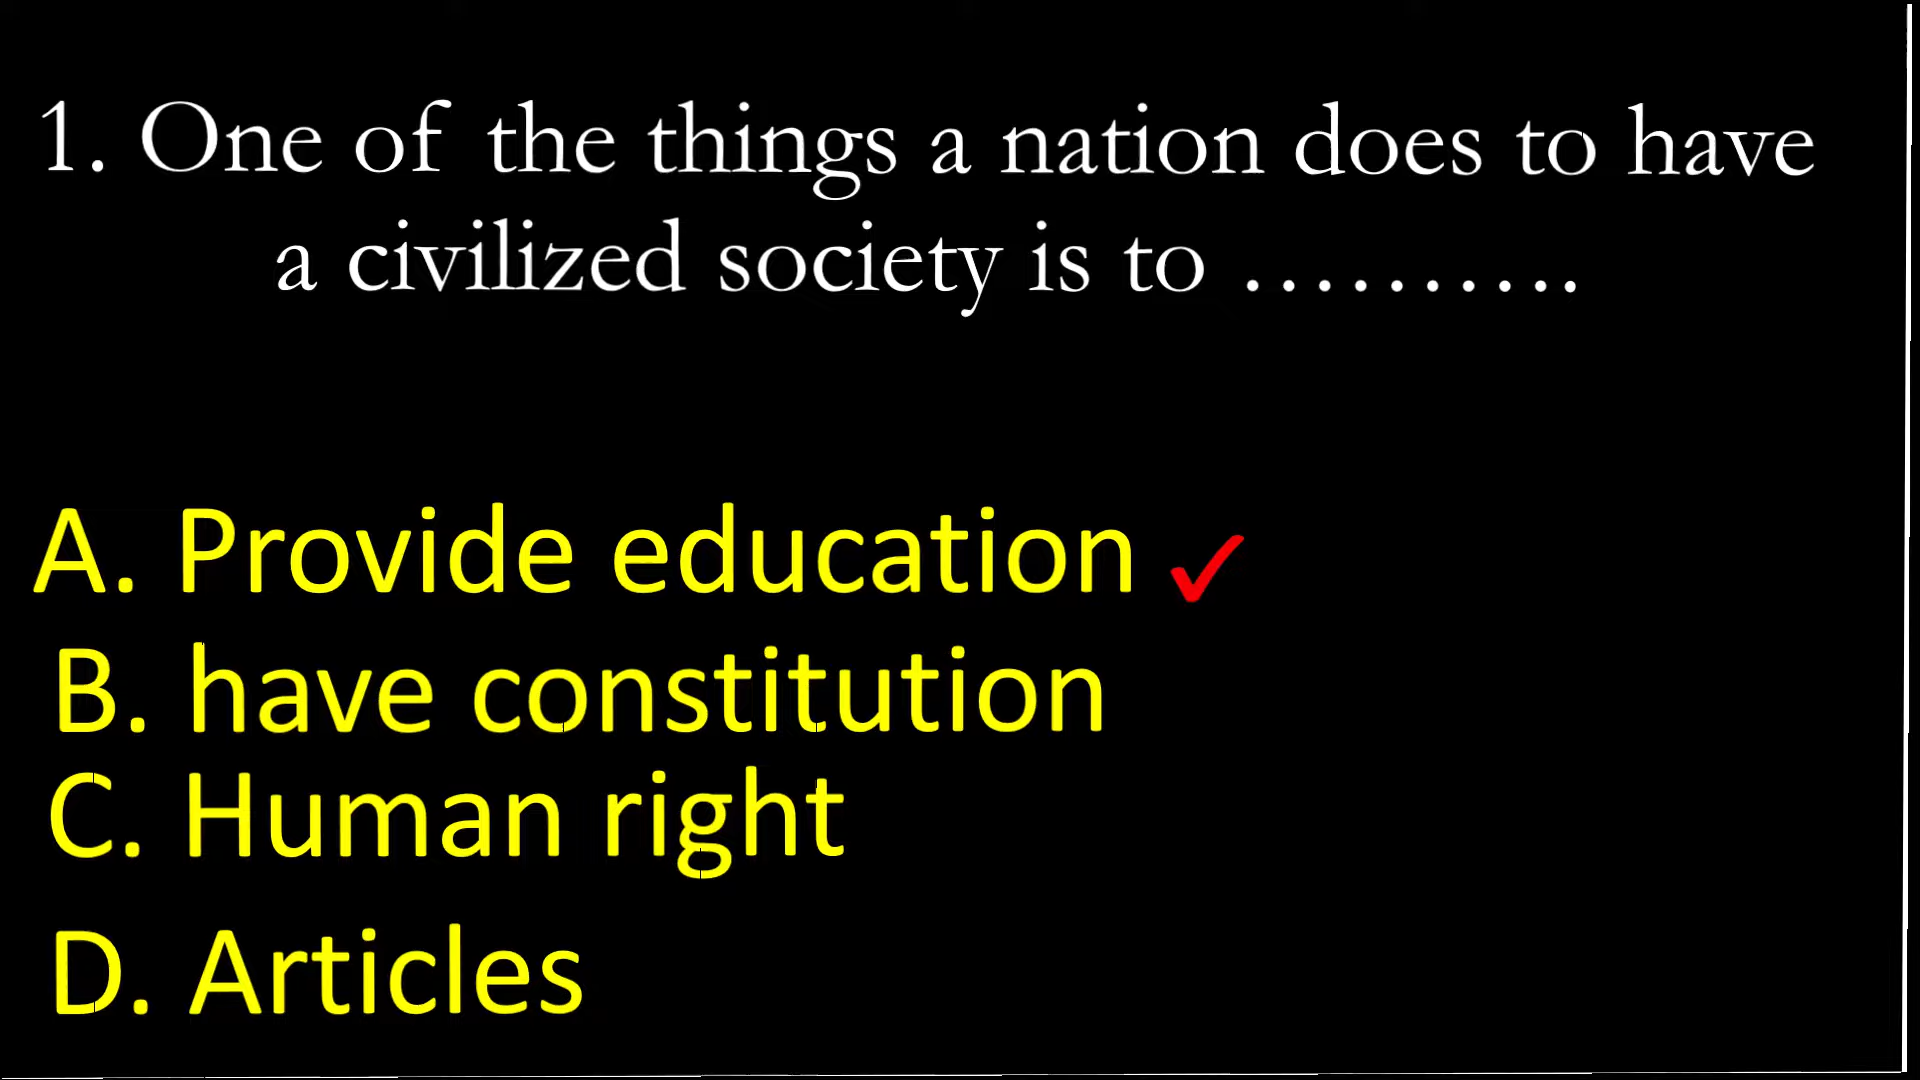 1. One of the things a nation does to have
a civilized society is to ..........
A. Provide education ✓
B. have constitution
C. Human right
D. Articles